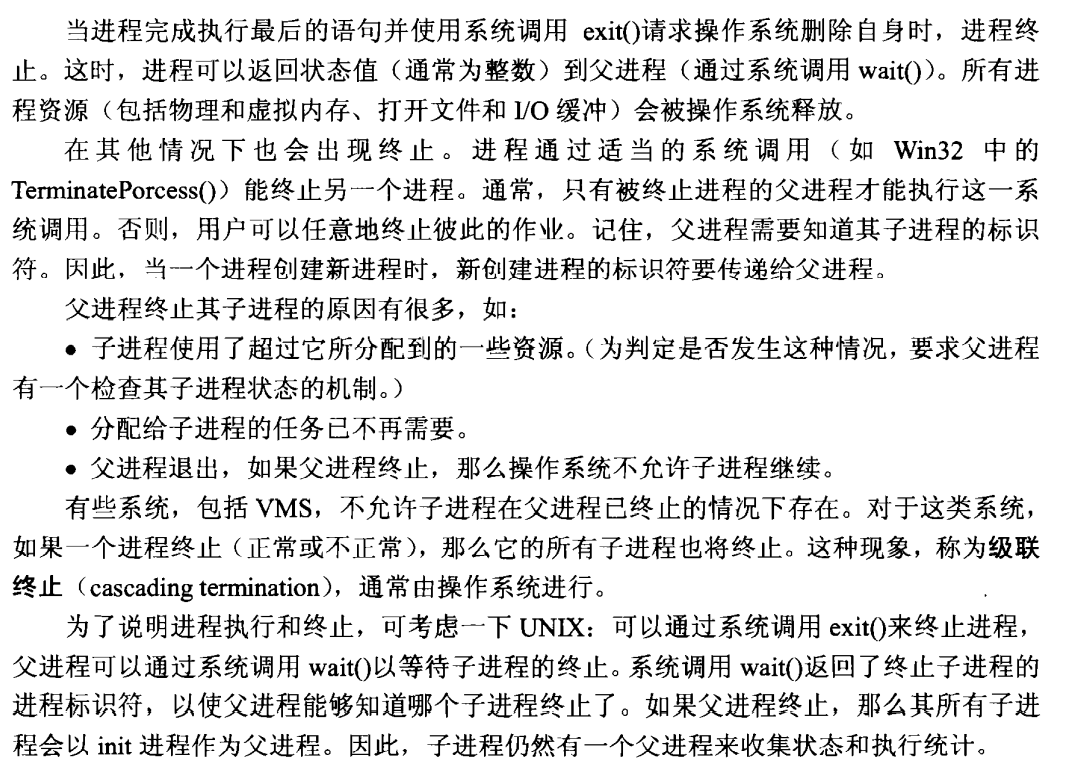 当进程完成执行最后的语句并使用系统调用 exit()请求操作系统删除自身时，进程终
止。这时，进程可以返回状态值（通常为整数）到父进程（通过系统调用 wait()）。所有进
程资源（包括物理和虚拟内存、打开文件和 I/O 缓冲）会被操作系统释放。
在其他情况下也会出现终止。进程通过适当的系统调用（如 Win32 中的
TerminatePorcess()）能终止另一个进程。通常，只有被终止进程的父进程才能执行这一系
统调用。否则，用户可以任意地终止彼此的作业。记住，父进程需要知道其子进程的标识
符。因此，当一个进程创建新进程时，新创建进程的标识符要传递给父进程。
父进程终止其子进程的原因有很多，如：
• 子进程使用了超过它所分配到的一些资源。（为判定是否发生这种情况，要求父进程
有一个检查其子进程状态的机制。）
• 分配给子进程的任务已不再需要。
• 父进程退出，如果父进程终止，那么操作系统不允许子进程继续。
有些系统，包括 VMS，不允许子进程在父进程已终止的情况下存在。对于这类系统，
如果一个进程终止（正常或不正常），那么它的所有子进程也将终止。这种现象，称为级联
终止（cascading termination），通常由操作系统进行。
为了说明进程执行和终止，可考虑一下 UNIX：可以通过系统调用 exit()来终止进程，
父进程可以通过系统调用 wait()以等待子进程的终止。系统调用 wait()返回了终止子进程的
进程标识符，以使父进程能够知道哪个子进程终止了。如果父进程终止，那么其所有子进
程会以 init 进程作为父进程。因此，子进程仍然有一个父进程来收集状态和执行统计。